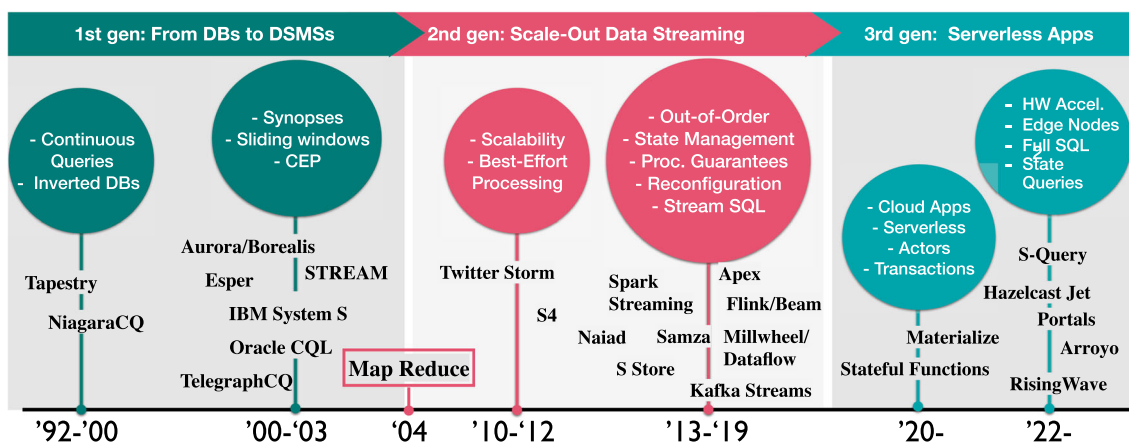 1st gen: From DBs to DSMSs
2nd gen: Scale-Out Data Streaming
3rd gen: Serverless Apps
- Continuous
Queries
- Inverted DBs
- Synopses
- Sliding windows
- CEP
- Scalability
- Best-Effort
Processing
- Out-of-Order
- State Management
- Proc. Guarantees
- Reconfiguration
- Stream SQL
- Cloud Apps
- Serverless
- Actors
- Transactions
- HW Accel.
- Edge Nodes
- Full SQL
2
- State
Queries
Tapestry
NiagaraCQ
Aurora/Borealis
Esper
STREAM
IBM System S
Oracle CQL
TelegraphCQ
Map Reduce
Twitter Storm
S4
Spark
Streaming
Apex
Flink/Beam
Naiad
Samza
Millwheel/
Dataflow
S Store
Kafka Streams
Materialize
Stateful Functions
S-Query
Hazelcast Jet
Portals
Arroyo
RisingWave
'92-'00
'00-'03
'04
'10-'12
'13-'19
'20-
'22-